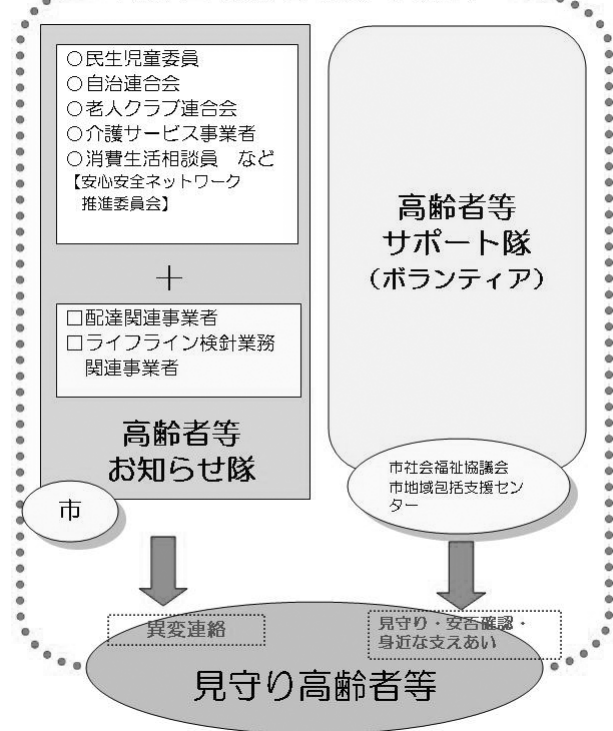 ○民生児童委員
○自治連合会
○老人クラブ連合会
○介護サービス事業者
○消費生活相談員　など
【安心安全ネットワーク
推進委員会】
＋
□配達関連事業者
□ライフライン検針業務
関連事業者
高齢者等
お知らせ隊
市
高齢者等
サポート隊
（ボランティア）
市社会福祉協議会
市地域包括支援セン
ター
異変連絡
見守り・安否確認・
身近な支えあい
見守り高齢者等